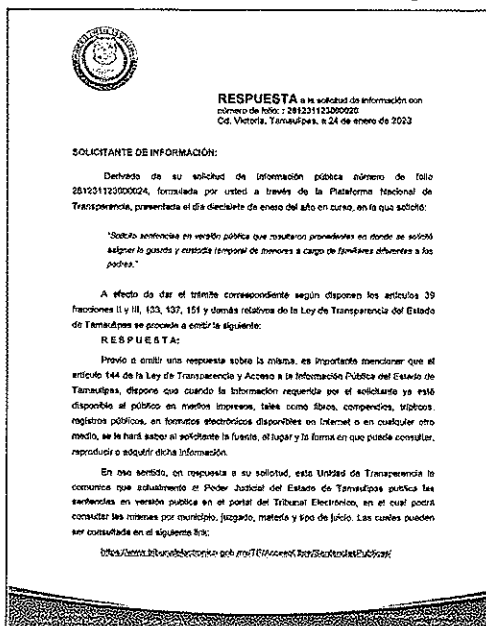 RESPUESTA a la solicitud de información con
número de folio: : 281231123000020
Cd. Victoria, Tamaulipas, a 24 de enero de 2023
SOLICITANTE DE INFORMACIÓN:
Derivado de su solicitud de información pública número de folio
281231123000024, formulada por usted a través de la Plataforma Nacional de
Transparencia, presentada el día diecisiete de enero del año en curso, en la que solicitó:
"Solicito sentencias en versión pública que resultaron procedentes en donde se solicitó
asignar la guarda y custodia temporal de menores a cargo de familiares diferentes a los
padres."
A efecto de dar el trámite correspondiente según disponen los artículos 39
fracciones II y III, 133, 137, 151 y demás relativos de la Ley de Transparencia del Estado
de Tamaulipas se procede a emitir la siguiente:
RESPUESTA:
Previo a emitir una respuesta sobre la misma, es importante mencionar que el
artículo 144 de la Ley de Transparencia y Acceso a la Información Pública del Estado de
Tamaulipas, dispone que cuando la información requerida por el solicitante ya esté
disponible al público en medios impresos, tales como libros, compendios, trípticos,
registros públicos, en formatos electrónicos disponibles en Internet o en cualquier otro
medio, se le hará saber al solicitante la fuente, el lugar y la forma en que puede consultar,
reproducir o adquirir dicha información.
En ese sentido, en respuesta a su solicitud, esta Unidad de Transparencia le
comunica que actualmente el Poder Judicial del Estado de Tamaulipas publica las
sentencias en versión publica en el portal del Tribunal Electrónico, en el cual podrá
consultar las mismas por municipio, juzgado, materia y tipo de juicio. Las cuales pueden
ser consultada en el siguiente link: